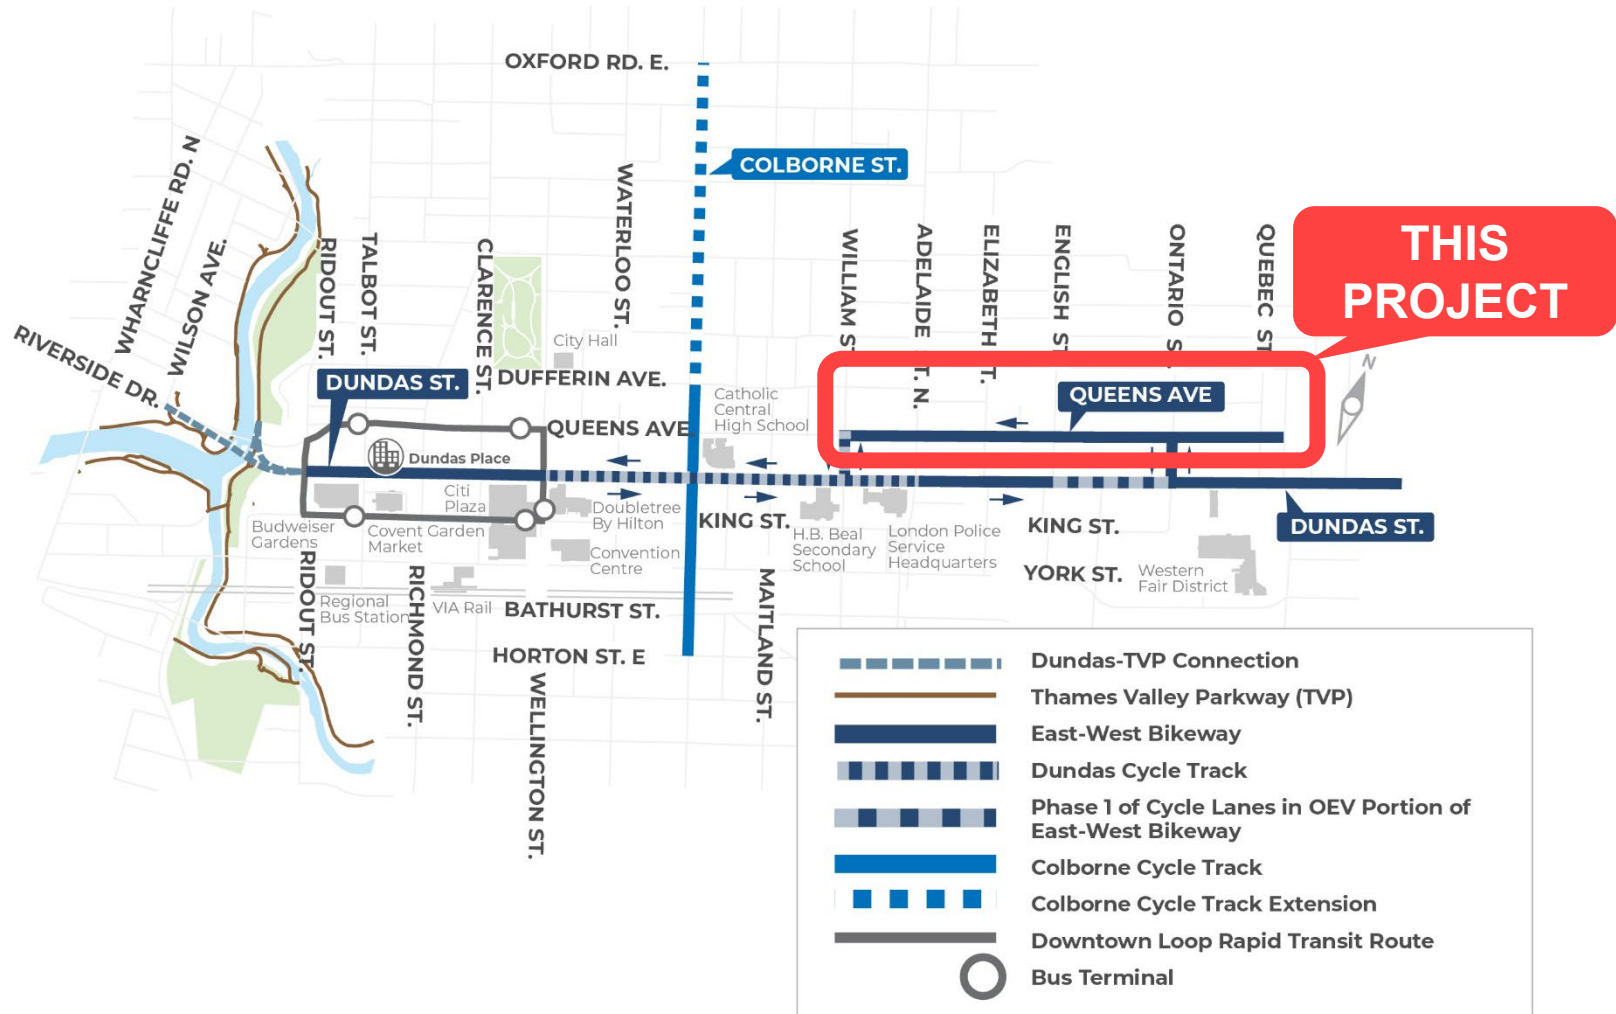 OXFORD RD. E.
COLBORNE ST.
WHARNCLIFFE RD. N
WILSON AVE.
RIVERSIDE DR.
RIDOUT ST.
TALBOT ST.
CLARENCE ST.
WATERLOO ST.
WILLIAM ST.
ADELAIDE ST. N.
ELIZABETH ST.
ENGLISH ST.
ONTARIO ST.
QUEBEC ST.
THIS
PROJECT
N
City Hall
DUFFERIN AVE.
DUNDAS ST.
QUEENS AVE.
Catholic
Central
High School
QUEENS AVE
Dundas Place
Citi
Plaza
Budweiser
Gardens
Covent Garden
Market
Doubletree
By Hilton
Convention
Centre
KING ST.
H.B. Beal
Secondary
School
London Police
Service
Headquarters
KING ST.
DUNDAS ST.
YORK ST.
Western
Fair District
RIDOUT ST.
Regional
Bus Station
RICHMOND ST.
VIA Rail
BATHURST ST.
HORTON ST. E
WELLINGTON ST.
MAITLAND ST.
Dundas-TVP Connection
Thames Valley Parkway (TVP)
East-West Bikeway
Dundas Cycle Track
Phase 1 of Cycle Lanes in OEV Portion of
East-West Bikeway
Colborne Cycle Track
Colborne Cycle Track Extension
Downtown Loop Rapid Transit Route
Bus Terminal